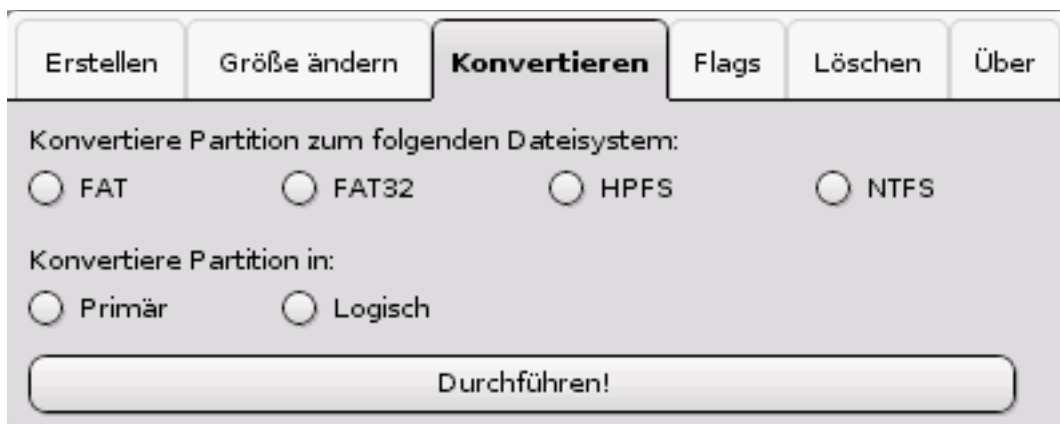 Erstellen Größe ändern Konvertieren Flags Löschen Über
Konvertiere Partition zum folgenden Dateisystem:
FAT FAT32 HPFS NTFS
Konvertiere Partition in:
Primär Logisch
Durchführen!